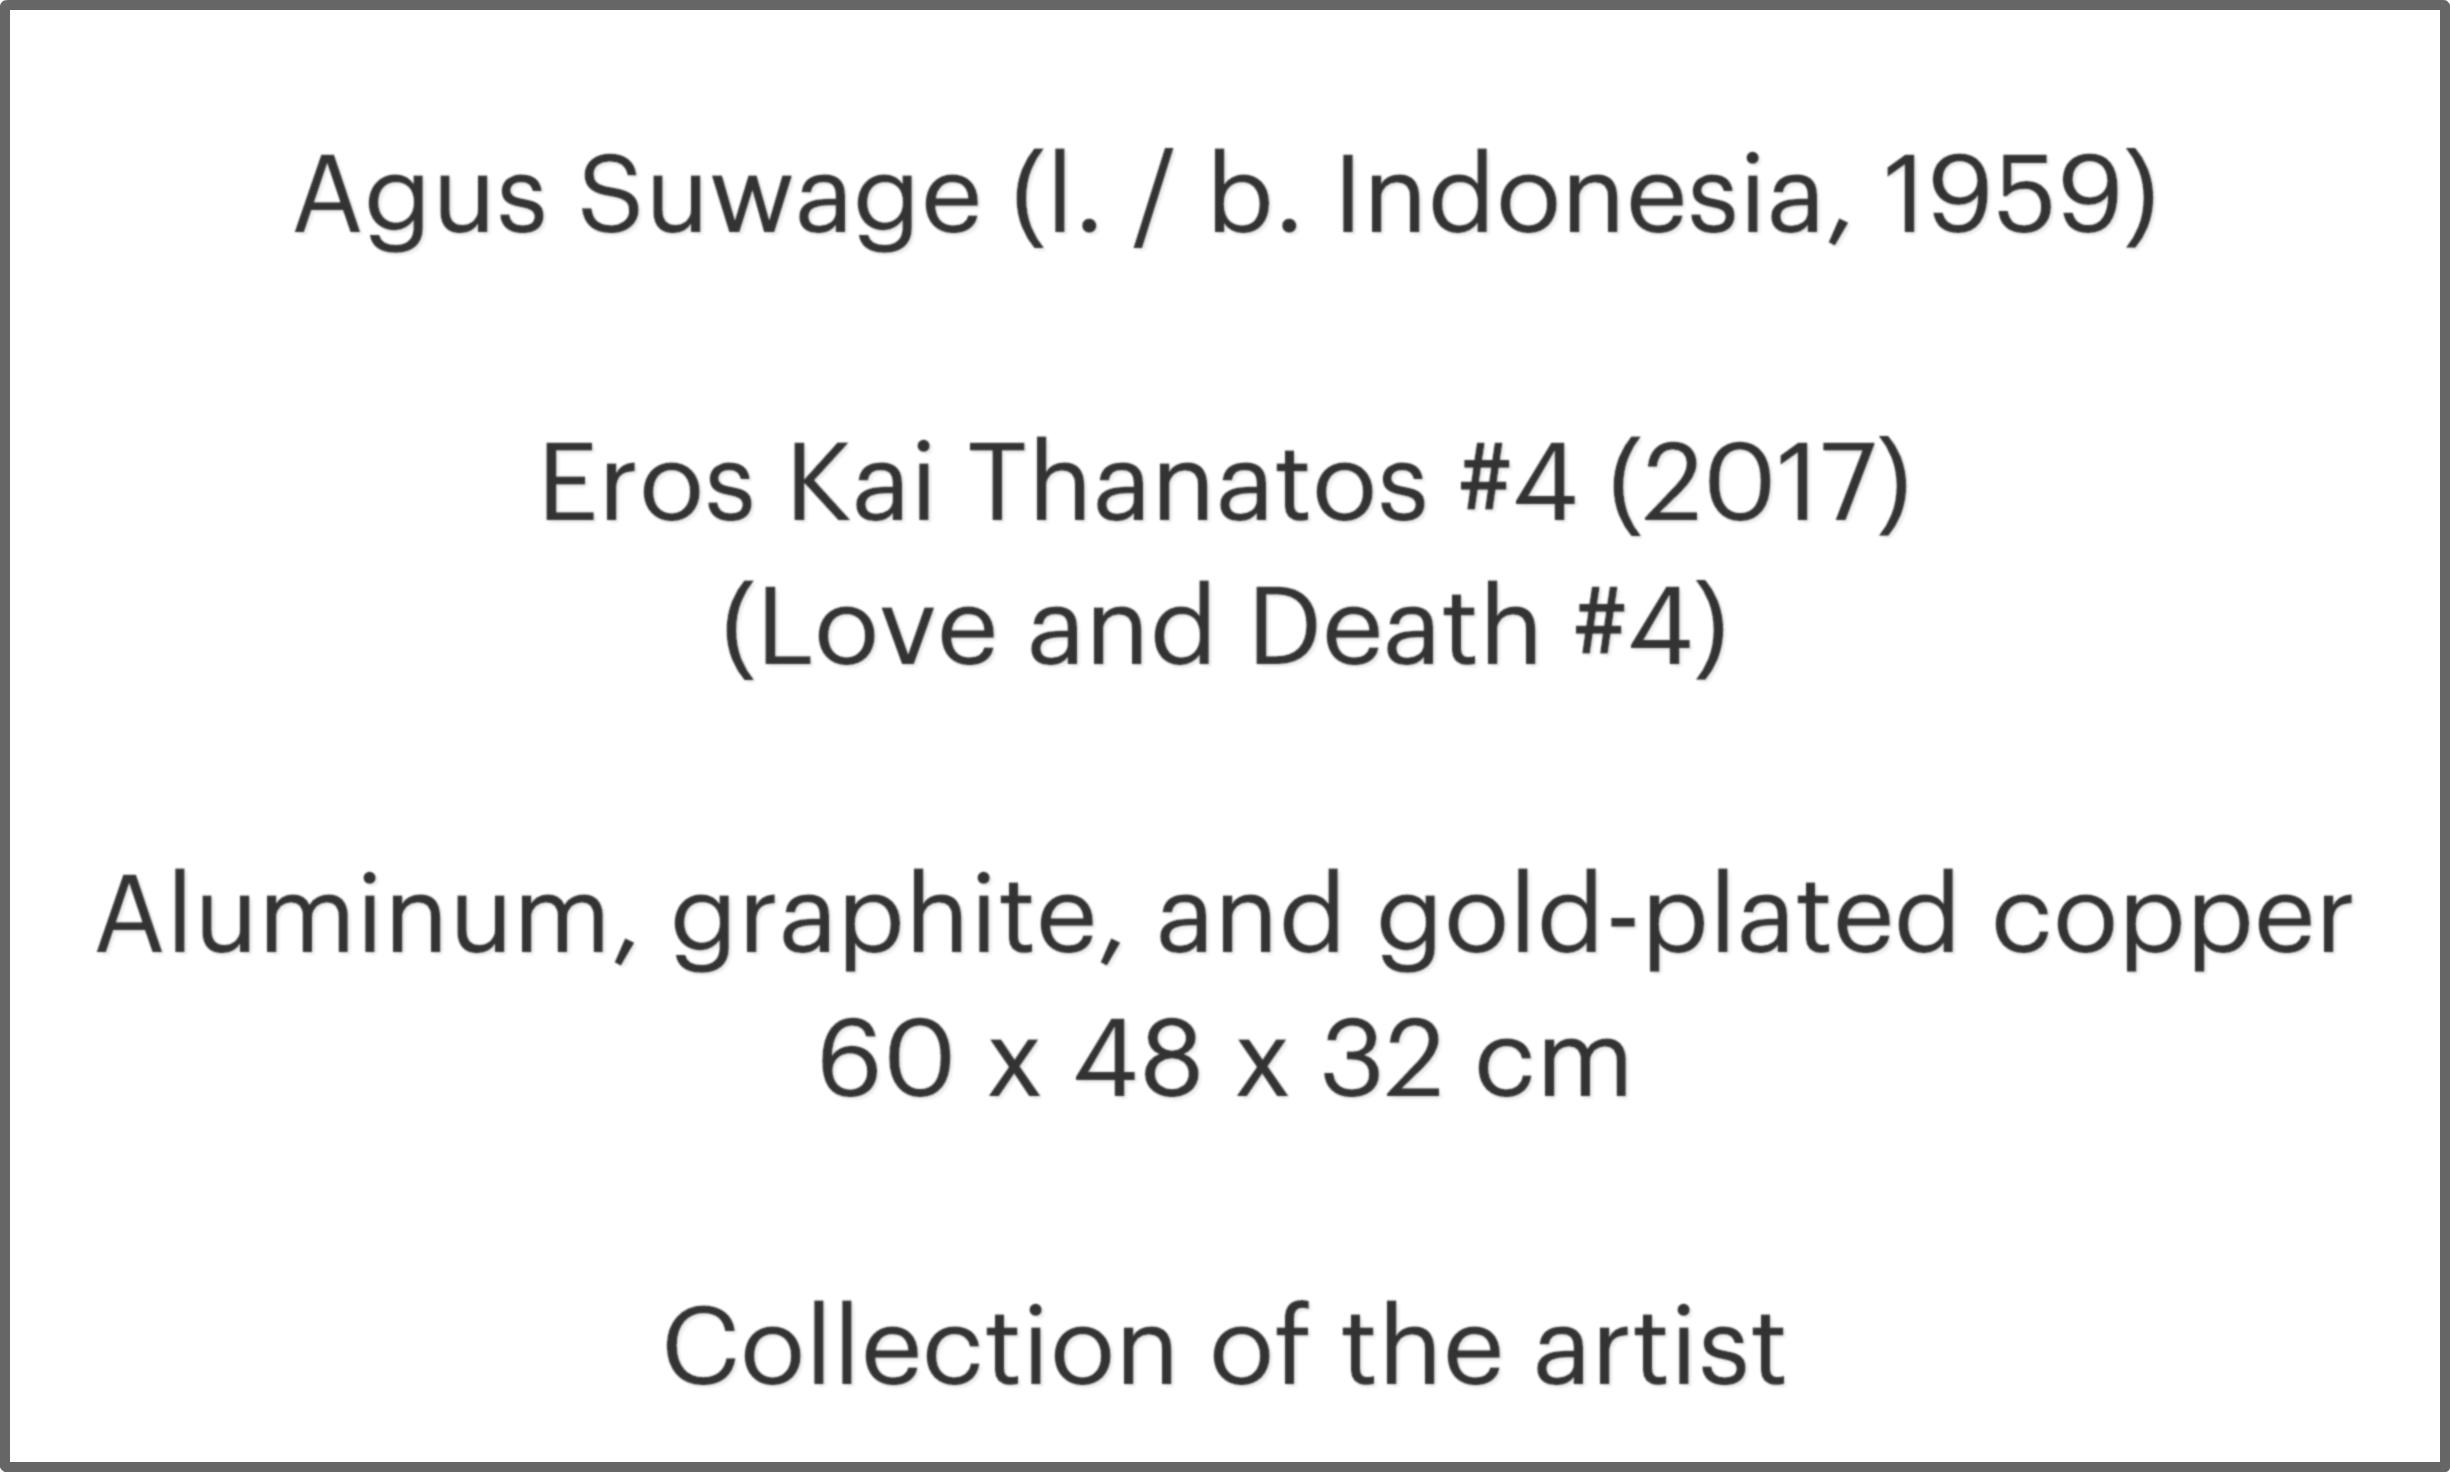 Agus Suwage (l. / b. Indonesia, 1959)
Eros Kai Thanatos #4 (2017)
(Love and Death #4)
Aluminum, graphite, and gold-plated copper
60 x 48 x 32 cm
Collection of the artist